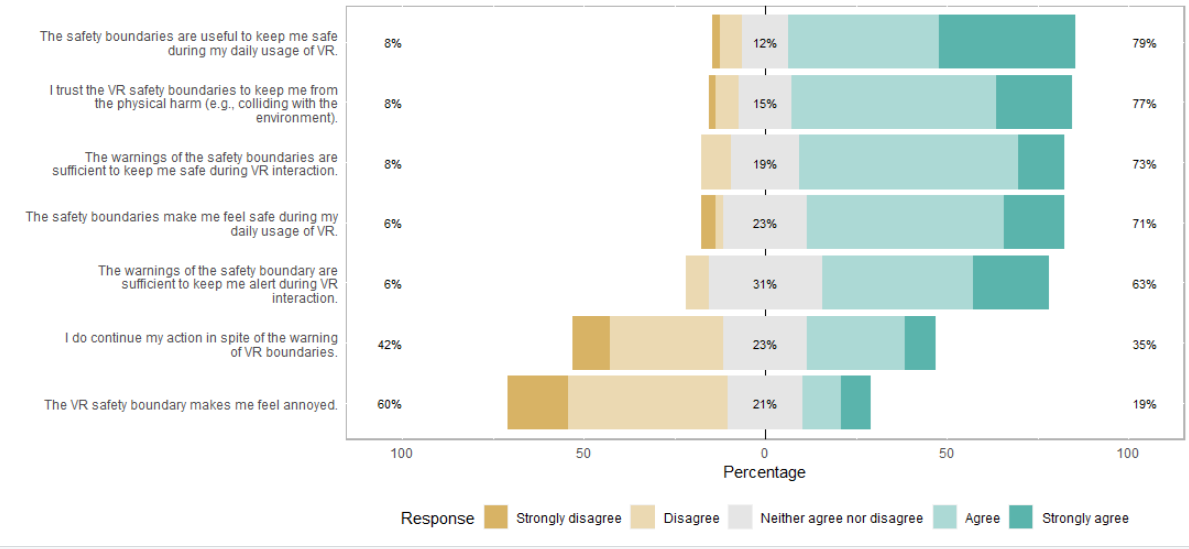 The safety boundaries are useful to keep me safe
during my daily usage of VR.
8%
12%
79%
I trust the VR safety boundaries to keep me from
the physical harm (e.g., colliding with the
environment).
8%
15%
77%
The warnings of the safety boundaries are
sufficient to keep me safe during VR interaction.
8%
19%
73%
The safety boundaries make me feel safe during my
daily usage of VR.
6%
23%
71%
The warnings of the safety boundary are
sufficient to keep me alert during VR
interaction.
6%
31%
63%
I do continue my action in spite of the warning
of VR boundaries.
42%
23%
35%
The VR safety boundary makes me feel annoyed.
60%
21%
19%
100 50 0 50 100
Percentage
Response Strongly disagree Disagree Neither agree nor disagree Agree Strongly agree